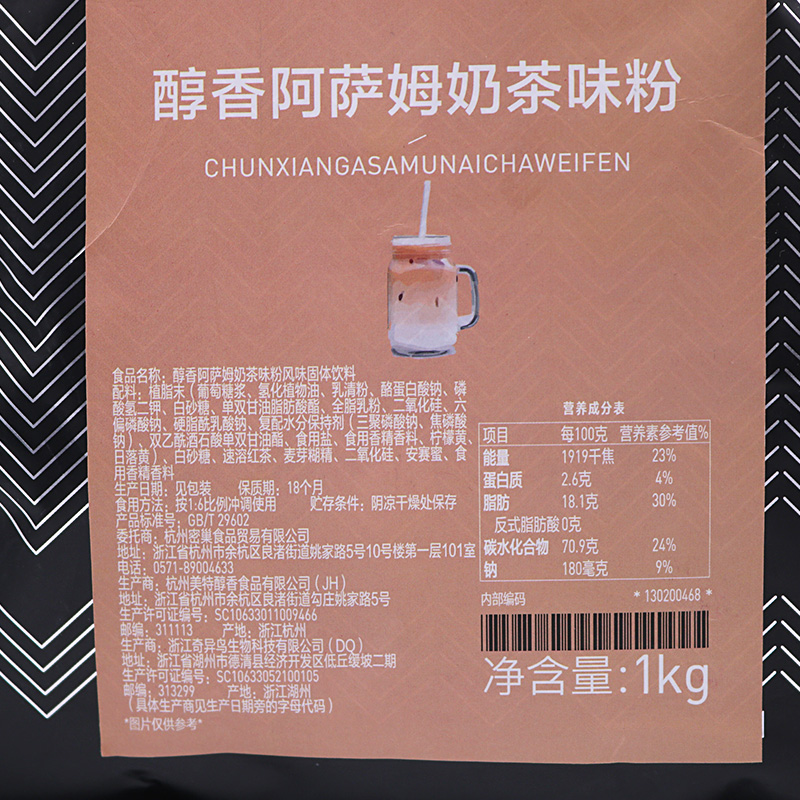 醇香阿萨姆奶茶味粉
CHUNXIANGASAMUNAICHAWEIFEN
食品名称：醇香阿萨姆奶茶味粉风味固体饮料
配料：植脂末（葡萄糖浆、氢化植物油、乳清粉、酪蛋白酸钠、磷
酸氢二钾、白砂糖、单双甘油脂肪酸酯、全脂乳粉、二氧化硅、六
偏磷酸钠、硬脂酰乳酸钠、复配水分保持剂（三聚磷酸钠、焦磷酸
钠）、双乙酰酒石酸单双甘油酯、食用盐、食用香精香料、柠檬黄、
日落黄）、白砂糖、速溶红茶、麦芽糊精、二氧化硅、安赛蜜、食
用香精香料
生产日期：见包装 保质期：18个月
食用方法：按1.6比例冲调使用 贮存条件：阴凉干燥处保存
产品标准号：GB/T 29602
委托商：杭州密巢食品贸易有限公司
地址：浙江省杭州市余杭区良渚街道姚家路5号10号楼第一层101室
电话：0571-89004633
生产商：杭州美特醇香食品有限公司（JH）
地址：浙江省杭州市余杭区良渚街道勾庄姚家路5号
生产许可证编号：SC10633011009466
邮编：311113 产地：浙江杭州
生产商：浙江奇异鸟生物科技有限公司（DQ）
地址：浙江省湖州市德清县经济开发区低丘缓坡二期
生产许可证编号：SC10633052100105
邮编：313299 产地：浙江湖州
（具体生产商见生产日期旁的字母代码）
*图片仅供参考*
营养成分表
项目 每100克 营养素参考值%
能量 1919千焦 23%
蛋白质 2.6克 4%
脂肪 18.1克 30%
反式脂肪酸 0克
碳水化合物 70.9克 24%
钠 180毫克 9%
内部编码 * 130200468 *
净含量:1kg